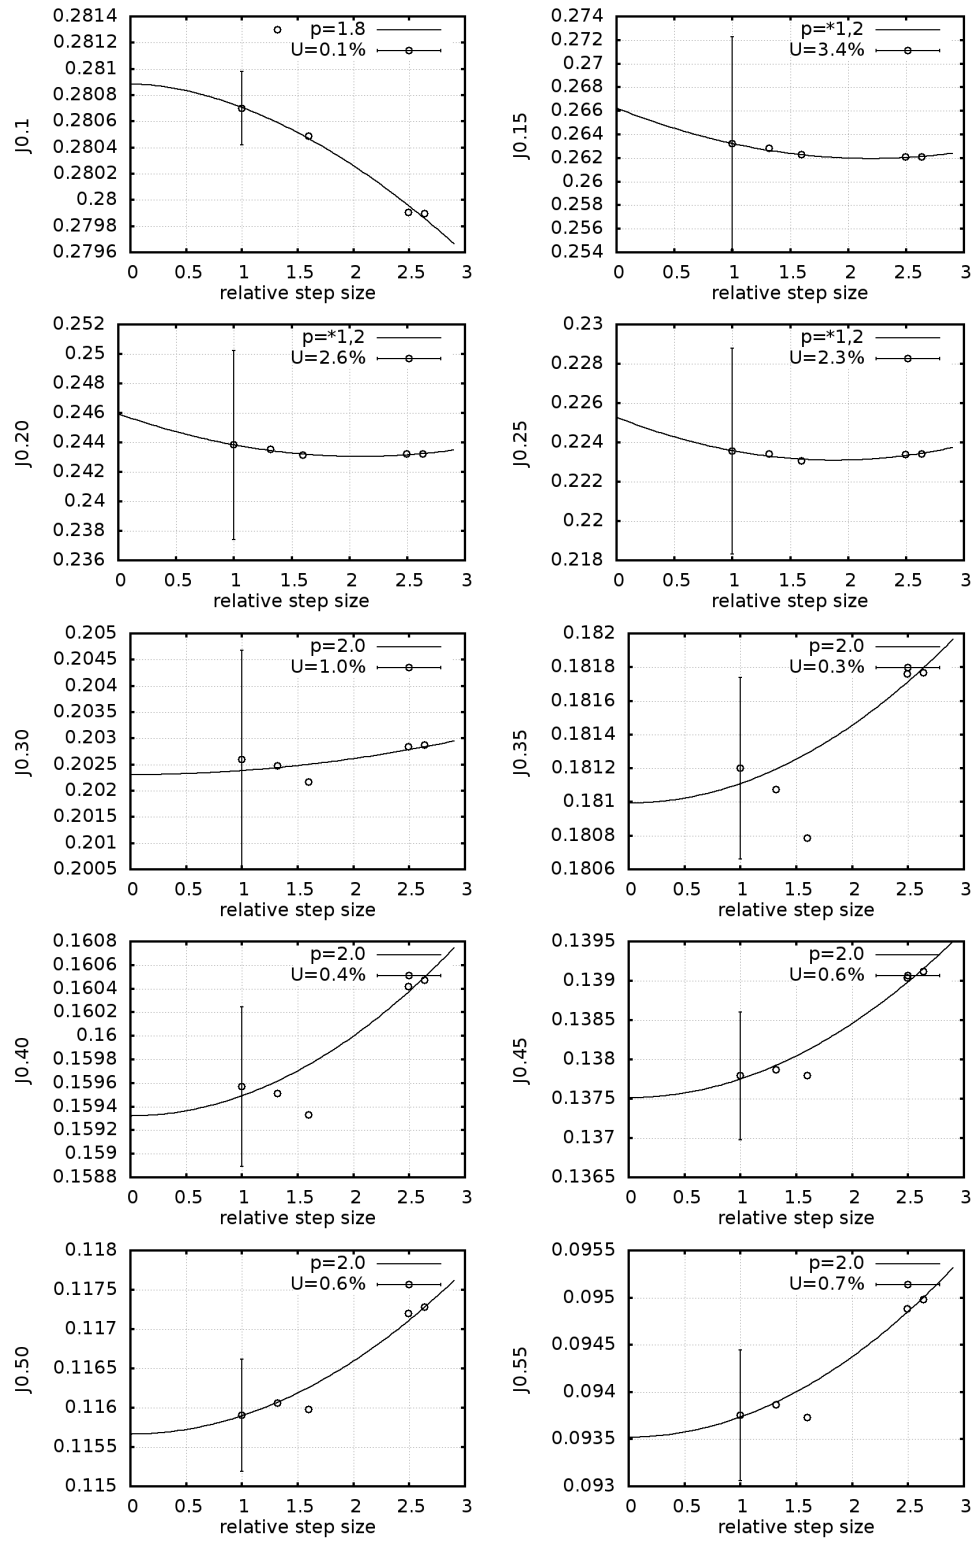 0.2814
0.2812
0.281
0.2808
0.2806
0.2804
0.2802
0.28
0.2798
0.2796
J0.1
p=1.8
U=0.1%
0 0.5 1 1.5 2 2.5 3
relative step size
0.274
0.272
0.27
0.268
0.266
0.264
0.262
0.26
0.258
0.256
0.254
J0.15
p=*1,2
U=3.4%
0 0.5 1 1.5 2 2.5 3
relative step size
0.252
0.25
0.248
0.246
0.244
0.242
0.24
0.238
0.236
J0.20
p=*1,2
U=2.6%
0 0.5 1 1.5 2 2.5 3
relative step size
0.23
0.228
0.226
0.224
0.222
0.22
0.218
J0.25
p=*1,2
U=2.3%
0 0.5 1 1.5 2 2.5 3
relative step size
0.205
0.2045
0.204
0.2035
0.203
0.2025
0.202
0.2015
0.201
0.2005
J0.30
p=2.0
U=1.0%
0 0.5 1 1.5 2 2.5 3
relative step size
0.182
0.1818
0.1816
0.1814
0.1812
0.181
0.1808
0.1806
J0.35
p=2.0
U=0.3%
0 0.5 1 1.5 2 2.5 3
relative step size
0.1608
0.1606
0.1604
0.1602
0.16
0.1598
0.1596
0.1594
0.1592
0.159
0.1588
J0.40
p=2.0
U=0.4%
0 0.5 1 1.5 2 2.5 3
relative step size
0.1395
0.139
0.1385
0.138
0.1375
0.137
0.1365
J0.45
p=2.0
U=0.6%
0 0.5 1 1.5 2 2.5 3
relative step size
0.118
0.1175
0.117
0.1165
0.116
0.1155
0.115
J0.50
p=2.0
U=0.6%
0 0.5 1 1.5 2 2.5 3
relative step size
0.0955
0.095
0.0945
0.094
0.0935
0.093
J0.55
p=2.0
U=0.7%
0 0.5 1 1.5 2 2.5 3
relative step size